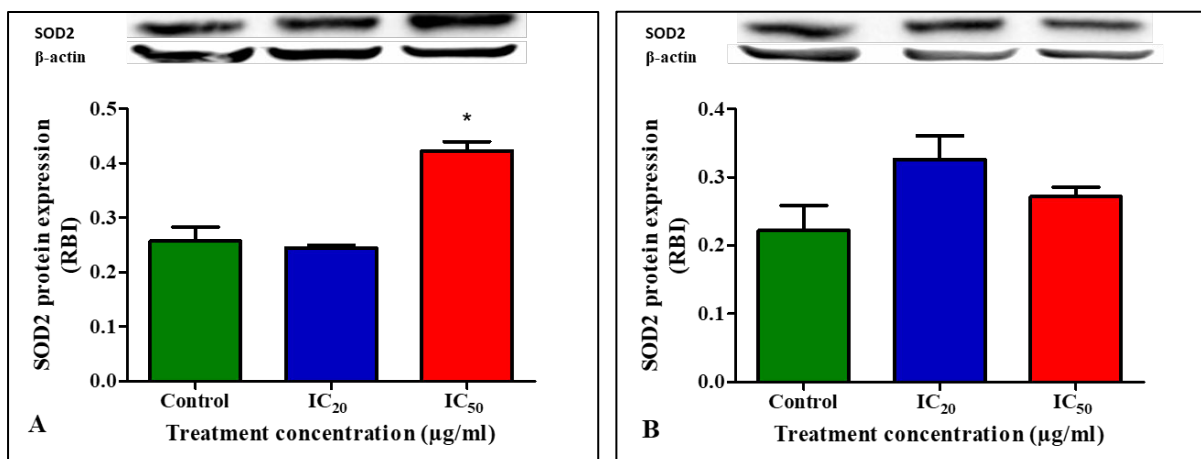 SOD2
β-actin
SOD2 protein expression
(RBI)
0.5
0.4
0.3
0.2
0.1
0.0
*
Control IC₂₀ IC₅₀
Treatment concentration (µg/ml)
A
SOD2
β-actin
SOD2 protein expression
(RBI)
0.4
0.3
0.2
0.1
0.0
Control IC₂₀ IC₅₀
Treatment concentration (µg/ml)
B